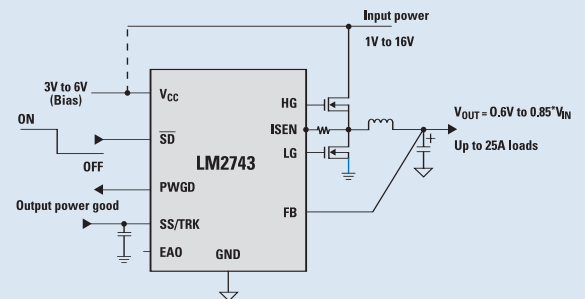 Input power
1V to 16V
3V to 6V
(Bias)
ON
OFF
Output power good
VCC
SD
PWGD
SS/TRK
EAO
GND
LM2743
HG
ISEN
LG
FB
VOUT = 0.6V to 0.85*VIN
Up to 25A loads
+